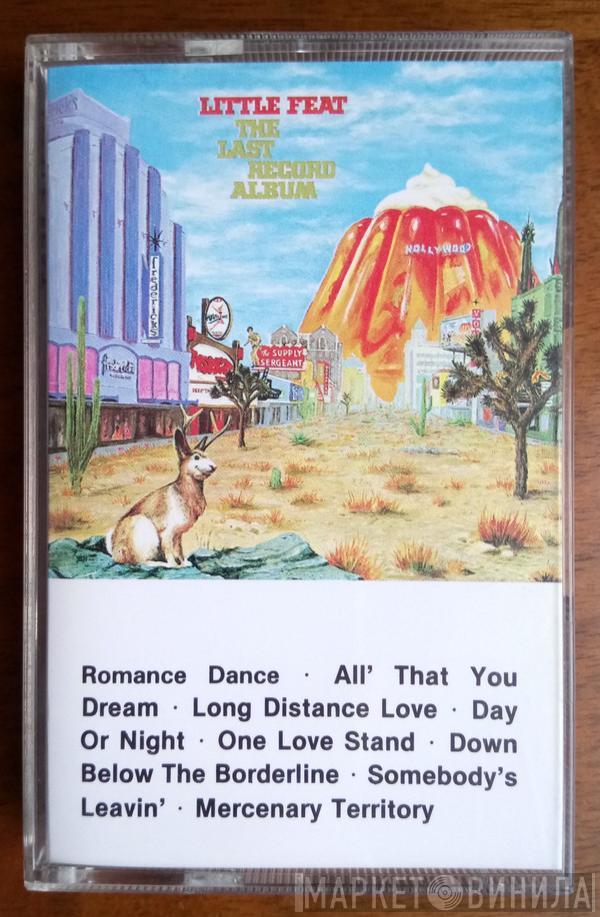 LITTLE FEAT
THE
LAST
RECORD
ALBUM
HOLLYWOOD
frederick's
THE SUPPLY
SERGEANT
Romance Dance · All' That You
Dream · Long Distance Love · Day
Or Night · One Love Stand · Down
Below The Borderline · Somebody's
Leavin' · Mercenary Territory
МАРКЕТ ВИНИЛА